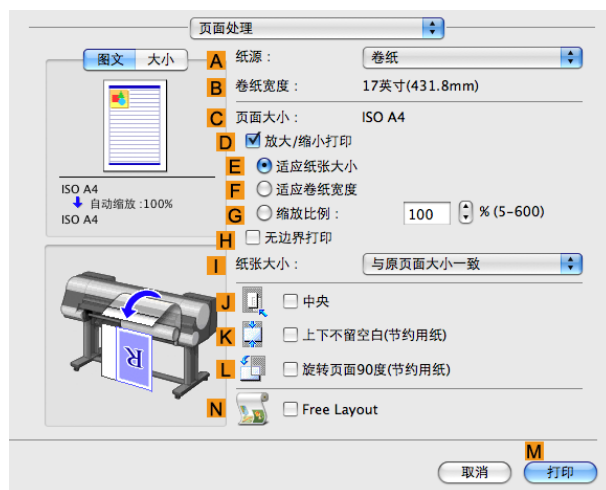 页面处理
图文 大小
A 纸源： 卷纸
B 卷纸宽度： 17英寸(431.8mm)
C 页面大小： ISO A4
D 放大/缩小打印
E 适应纸张大小
F 适应卷纸宽度
G 缩放比例： 100 % (5-600)
H 无边界打印
ISO A4
自动缩放:100%
ISO A4
I 纸张大小： 与原页面大小一致
J 中央
K 上下不留空白(节约用纸)
L 旋转页面90度(节约用纸)
R
N Free Layout
M
取消 打印